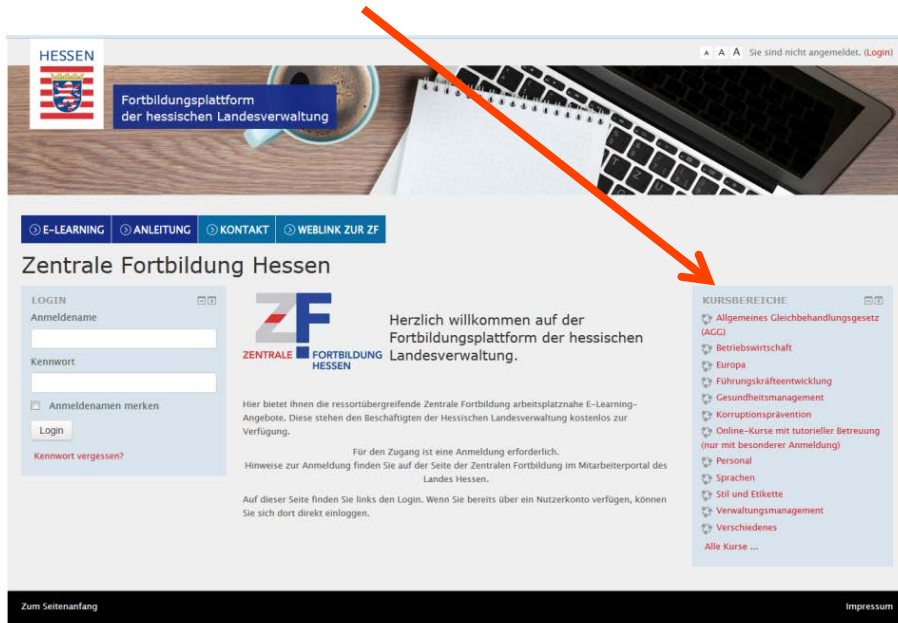 HESSEN
A A A Sie sind nicht angemeldet. (Login)
Fortbildungsplattform
der hessischen Landesverwaltung
E-LEARNING
ANLEITUNG
KONTAKT
WEBLINK ZUR ZF
Zentrale Fortbildung Hessen
LOGIN
Anmeldename
Kennwort
Anmeldenamen merken
Login
Kennwort vergessen?
ZF
ZENTRALE FORTBILDUNG
HESSEN
Herzlich willkommen auf der
Fortbildungsplattform der hessischen
Landesverwaltung.
Hier bietet Ihnen die ressortübergreifende Zentrale Fortbildung arbeitsplatznahe E-Learning-
Angebote. Diese stehen den Beschäftigten der Hessischen Landesverwaltung kostenlos zur
Verfügung.
Für den Zugang ist eine Anmeldung erforderlich.
Hinweise zur Anmeldung finden Sie auf der Seite der Zentralen Fortbildung im Mitarbeiterportal des
Landes Hessen.
Auf dieser Seite finden Sie links den Login. Wenn Sie bereits über ein Nutzerkonto verfügen, können
Sie sich dort direkt einloggen.
KURSBEREICHE
Allgemeines Gleichbehandlungsgesetz
(AGG)
Betriebswirtschaft
Europa
Führungskräfteentwicklung
Gesundheitsmanagement
Korruptionsprävention
Online-Kurse mit tutorieller Betreuung
(nur mit besonderer Anmeldung)
Personal
Sprachen
Stil und Etikette
Verwaltungsmanagement
Verschiedenes
Alle Kurse ...
Zum Seitenanfang
Impressum